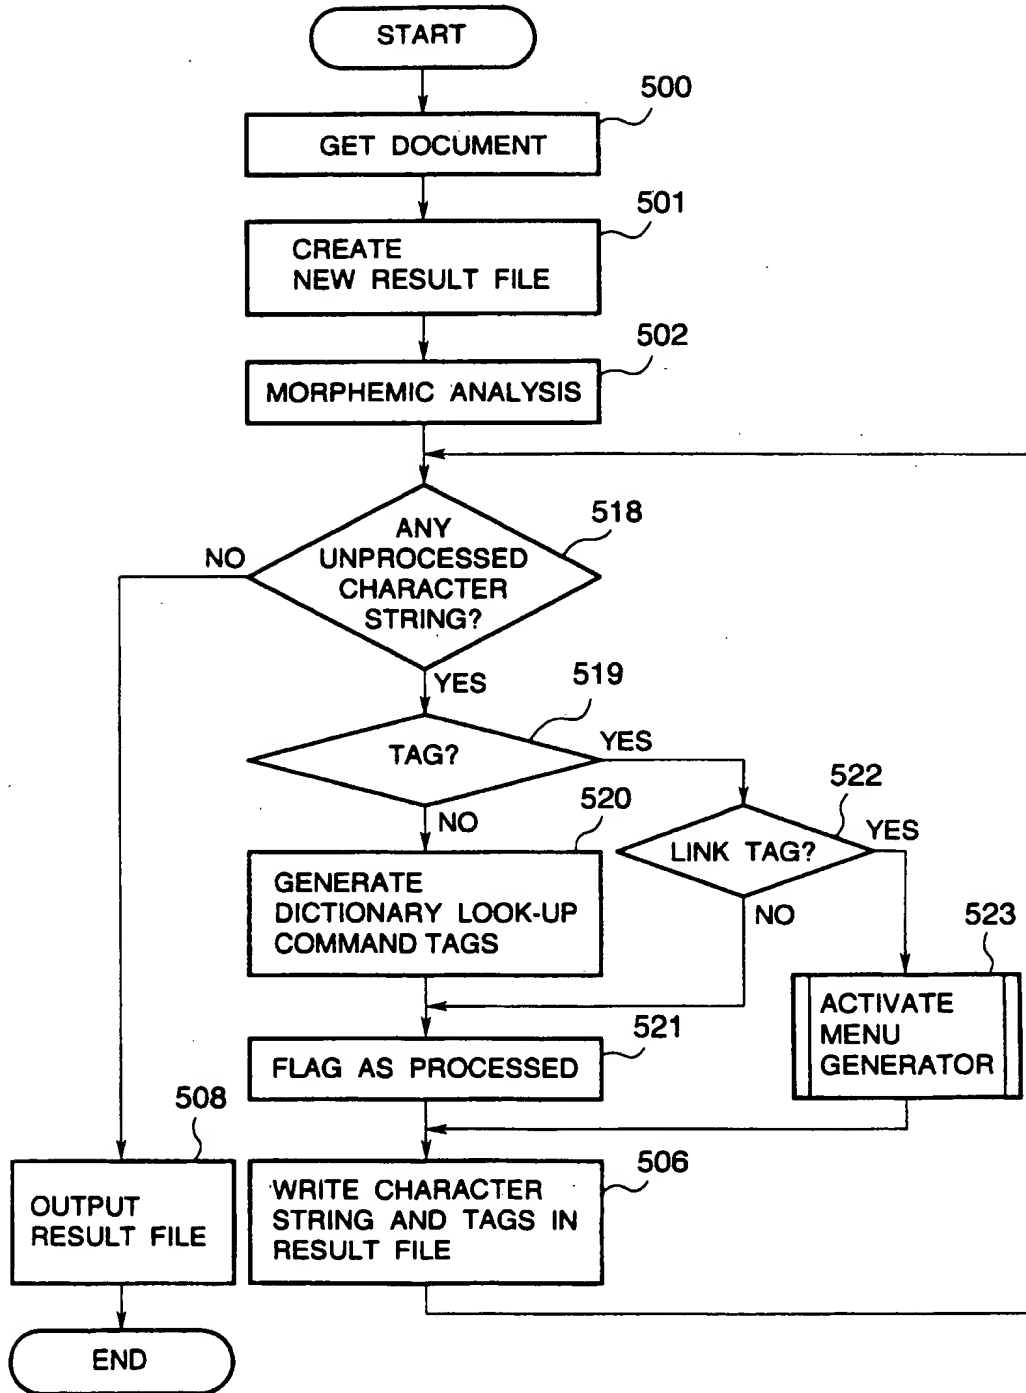 START
500
GET DOCUMENT
501
CREATE
NEW RESULT FILE
502
MORPHEMIC ANALYSIS
518
ANY
UNPROCESSED
CHARACTER
STRING?
NO
YES
519
TAG?
YES
NO
522
LINK TAG?
YES
NO
520
GENERATE
DICTIONARY LOOK-UP
COMMAND TAGS
523
ACTIVATE
MENU
GENERATOR
521
FLAG AS PROCESSED
506
WRITE CHARACTER
STRING AND TAGS IN
RESULT FILE
508
OUTPUT
RESULT FILE
END